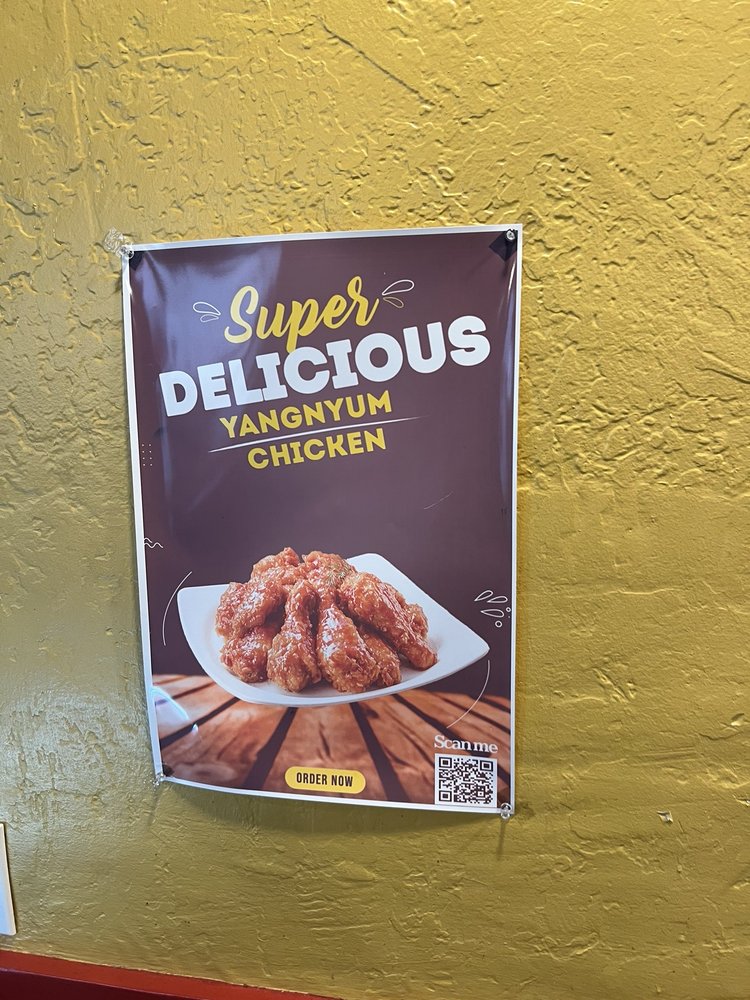 Super
DELICIOUS
YANGNYUM
CHICKEN
Scan me
ORDER NOW